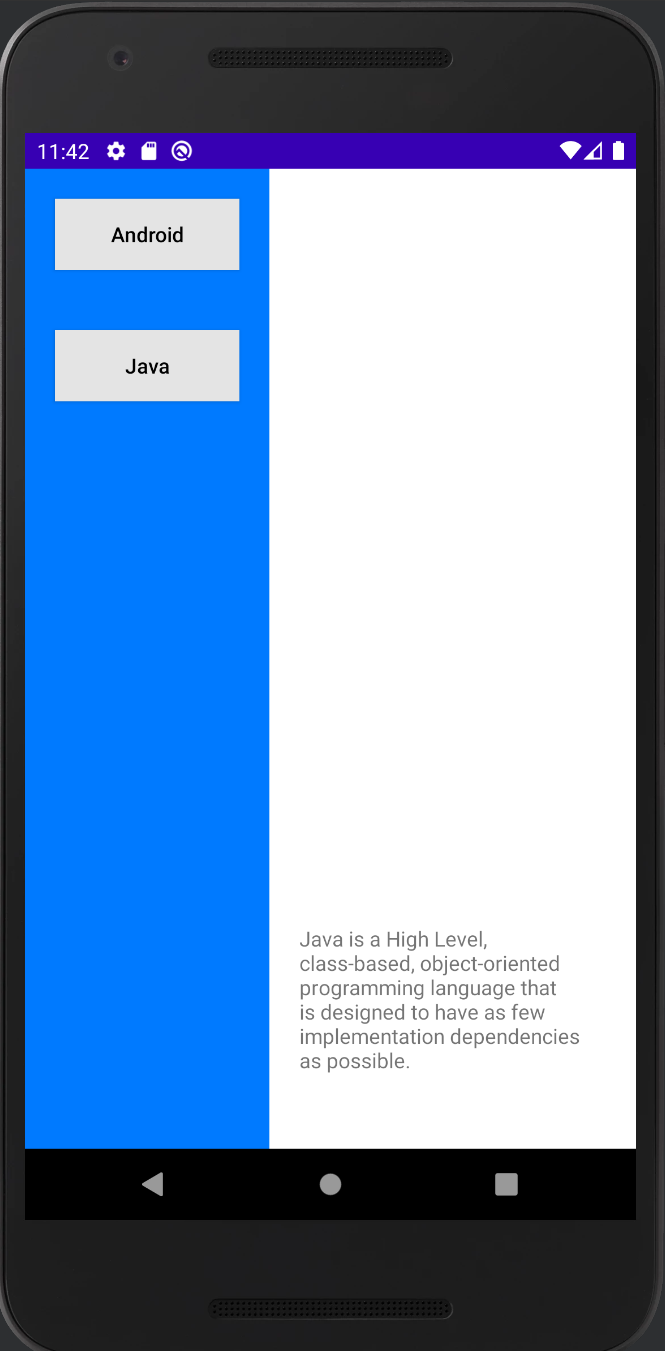 11:42
Android
Java
Java is a High Level,
class-based, object-oriented
programming language that
is designed to have as few
implementation dependencies
as possible.